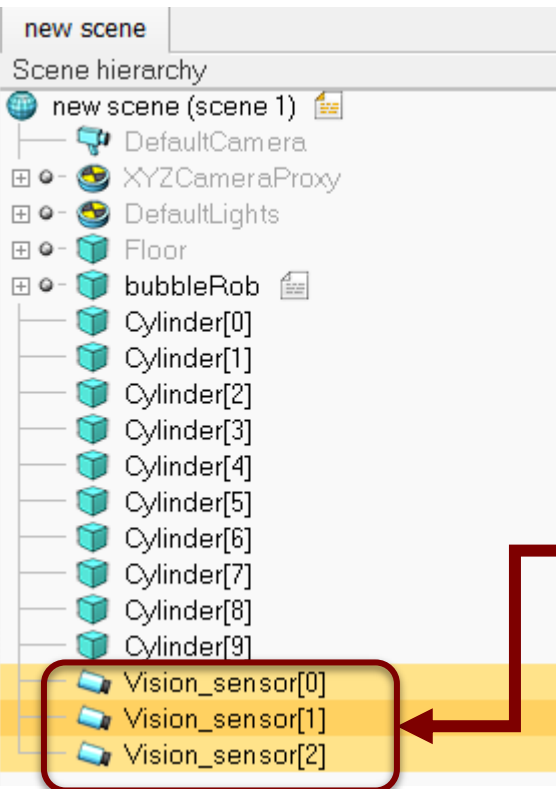 new scene
Scene hierarchy
new scene (scene 1)
DefaultCamera
XYZCameraProxy
DefaultLights
Floor
bubbleRob
Cylinder[0]
Cylinder[1]
Cylinder[2]
Cylinder[3]
Cylinder[4]
Cylinder[5]
Cylinder[6]
Cylinder[7]
Cylinder[8]
Cylinder[9]
Vision_sensor[0]
Vision_sensor[1]
Vision_sensor[2]